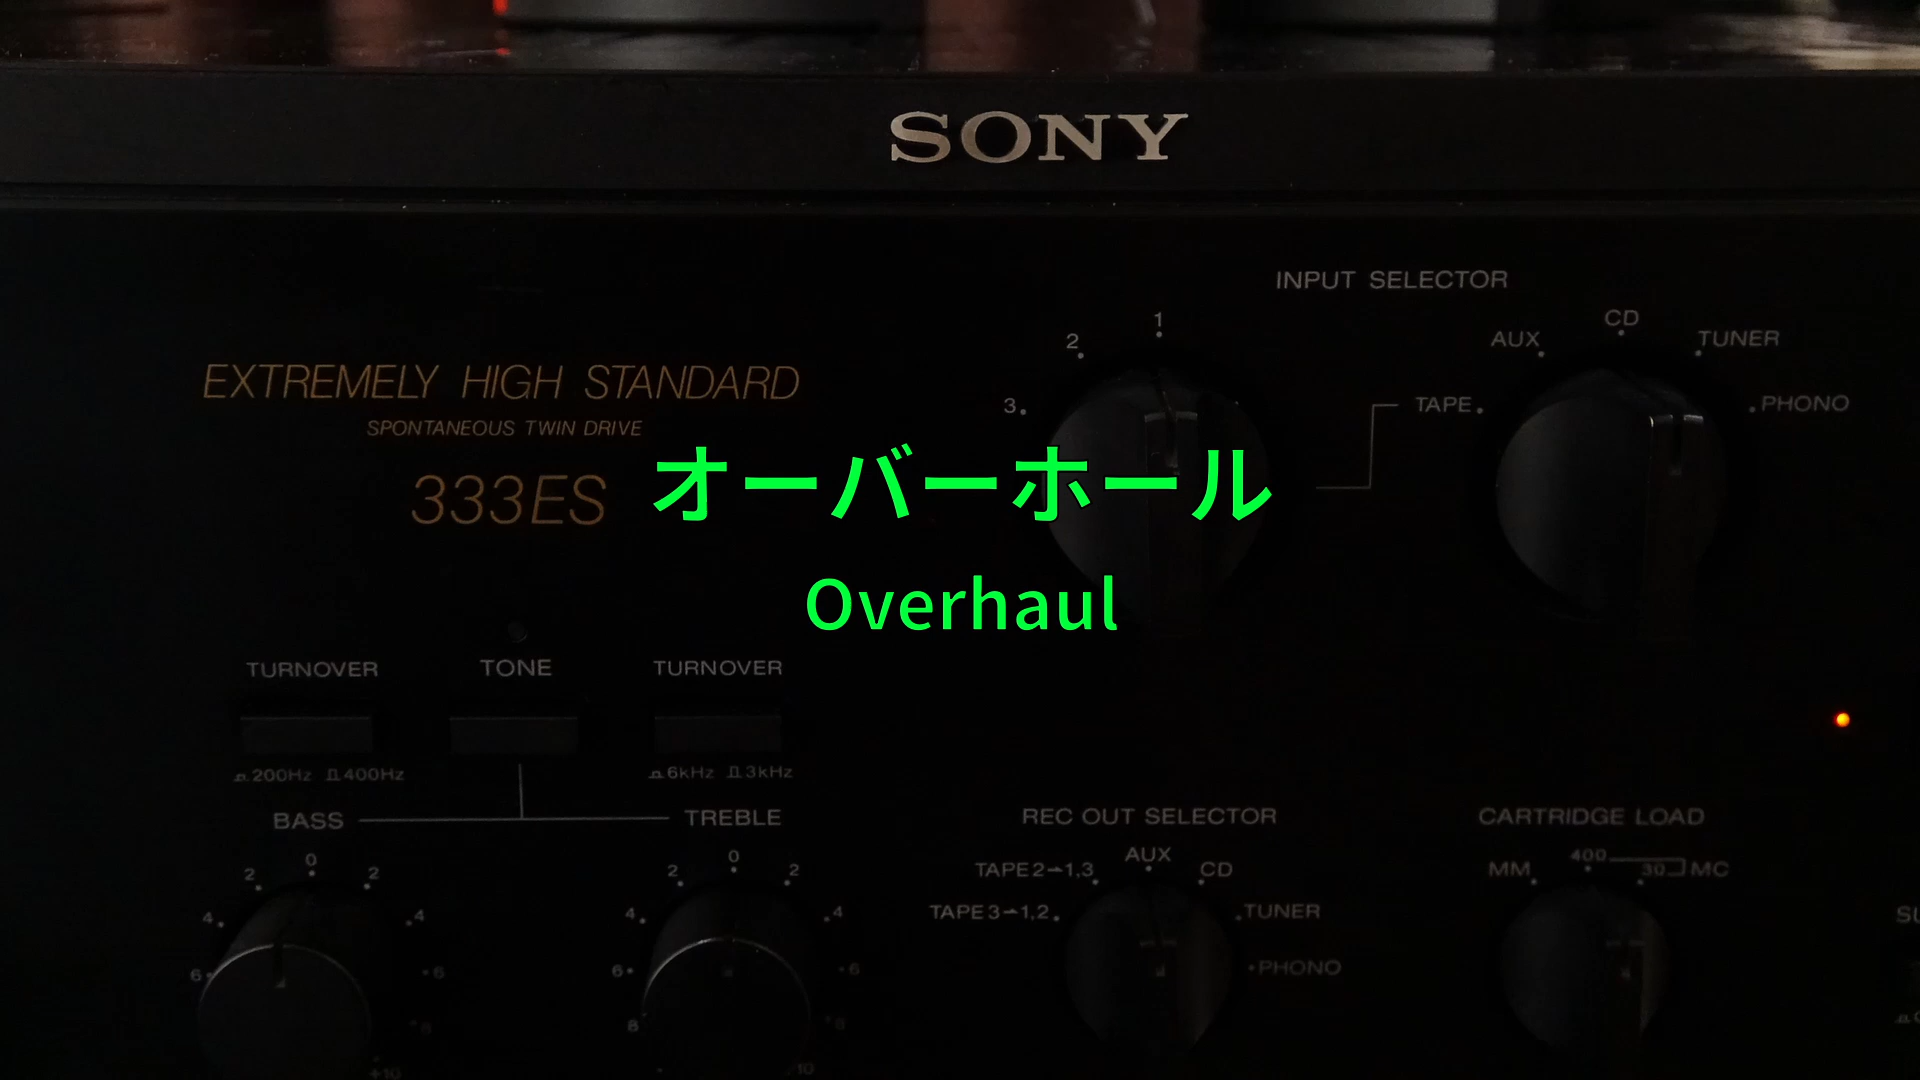 SONY
INPUT SELECTOR
1
2
3
AUX
CD
TUNER
TAPE
PHONO
EXTREMELY HIGH STANDARD
SPONTANEOUS TWIN DRIVE
333ES
オーバーホール
Overhaul
TURNOVER
TONE
TURNOVER
200Hz 400Hz
6kHz 3kHz
BASS
TREBLE
2 0 2
4 4
6 6
8
+10
2 0 2
4 4
6 6
8 8
10
REC OUT SELECTOR
TAPE2→1,3
AUX
CD
TAPE3→1,2
TUNER
PHONO
CARTRIDGE LOAD
MM
400
30
MC